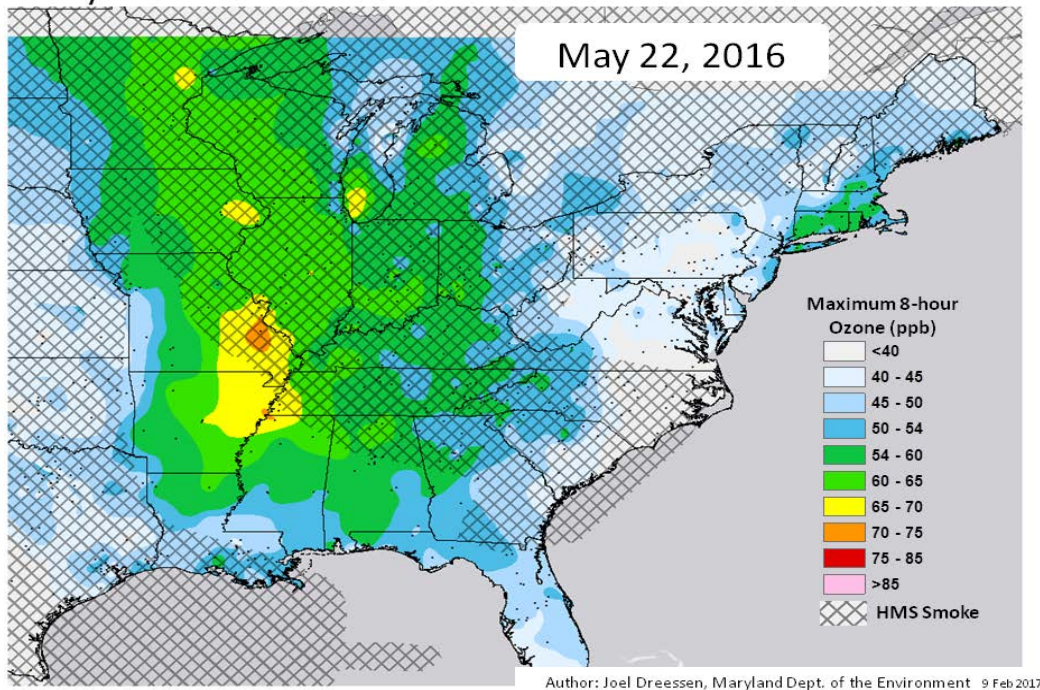 May 22, 2016
Maximum 8-hour
Ozone (ppb)
<40
40 - 45
45 - 50
50 - 54
54 - 60
60 - 65
65 - 70
70 - 75
75 - 85
>85
HMS Smoke
Author: Joel Dreessen, Maryland Dept. of the Environment 9 Feb 2017